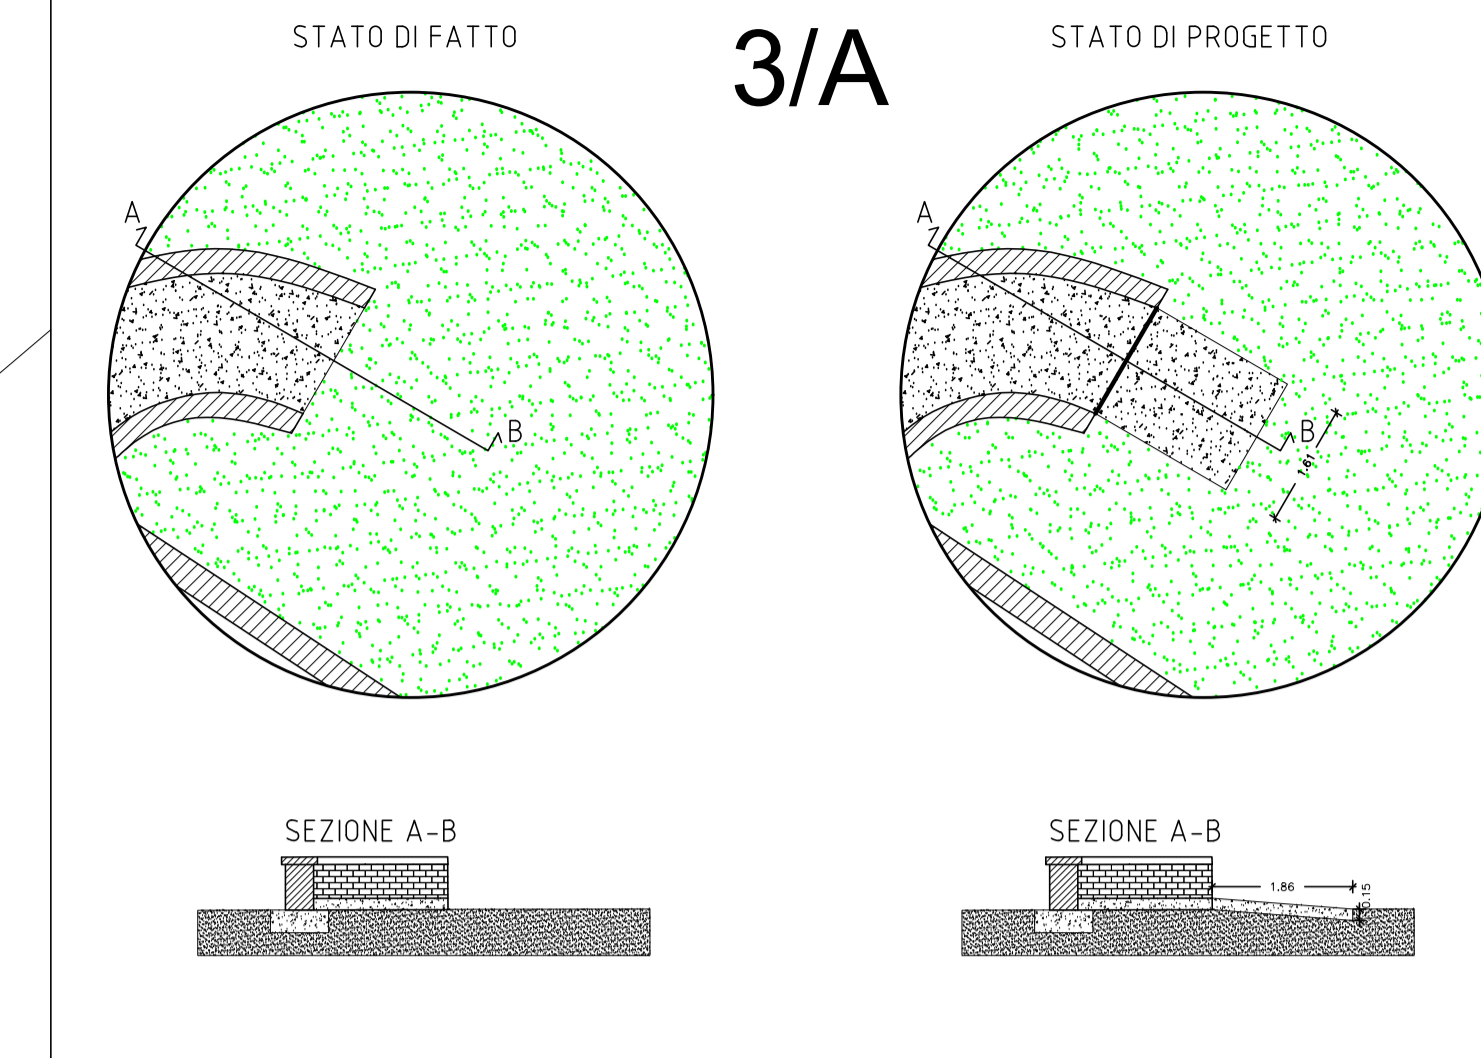 STATO DI FATTO
3/A
STATO DI PROGETTO
A
B
A
B
1.61
SEZIONE A-B
SEZIONE A-B
1.86
0.15